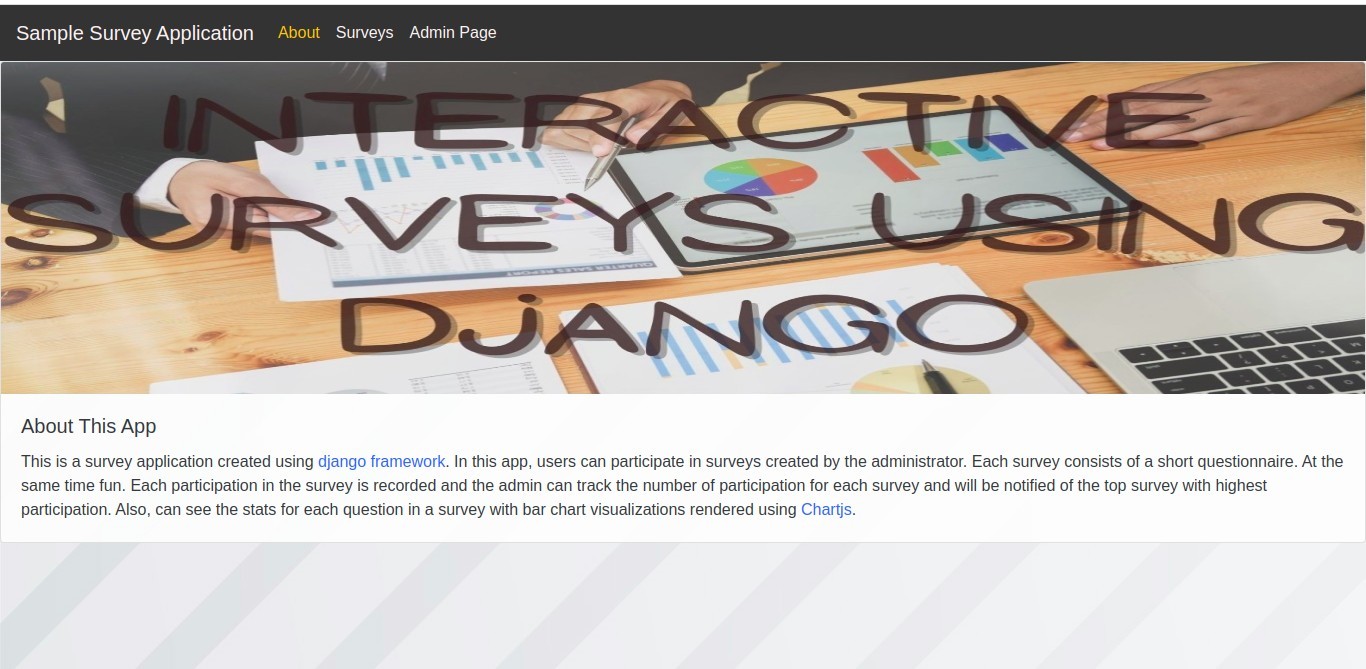 Sample Survey Application About Surveys Admin Page
INTERACTIVE
SURVEYS USING
DjANGO
QUARTER SALES REPORT
About This App
This is a survey application created using django framework. In this app, users can participate in surveys created by the administrator. Each survey consists of a short questionnaire. At the
same time fun. Each participation in the survey is recorded and the admin can track the number of participation for each survey and will be notified of the top survey with highest
participation. Also, can see the stats for each question in a survey with bar chart visualizations rendered using Chartjs.